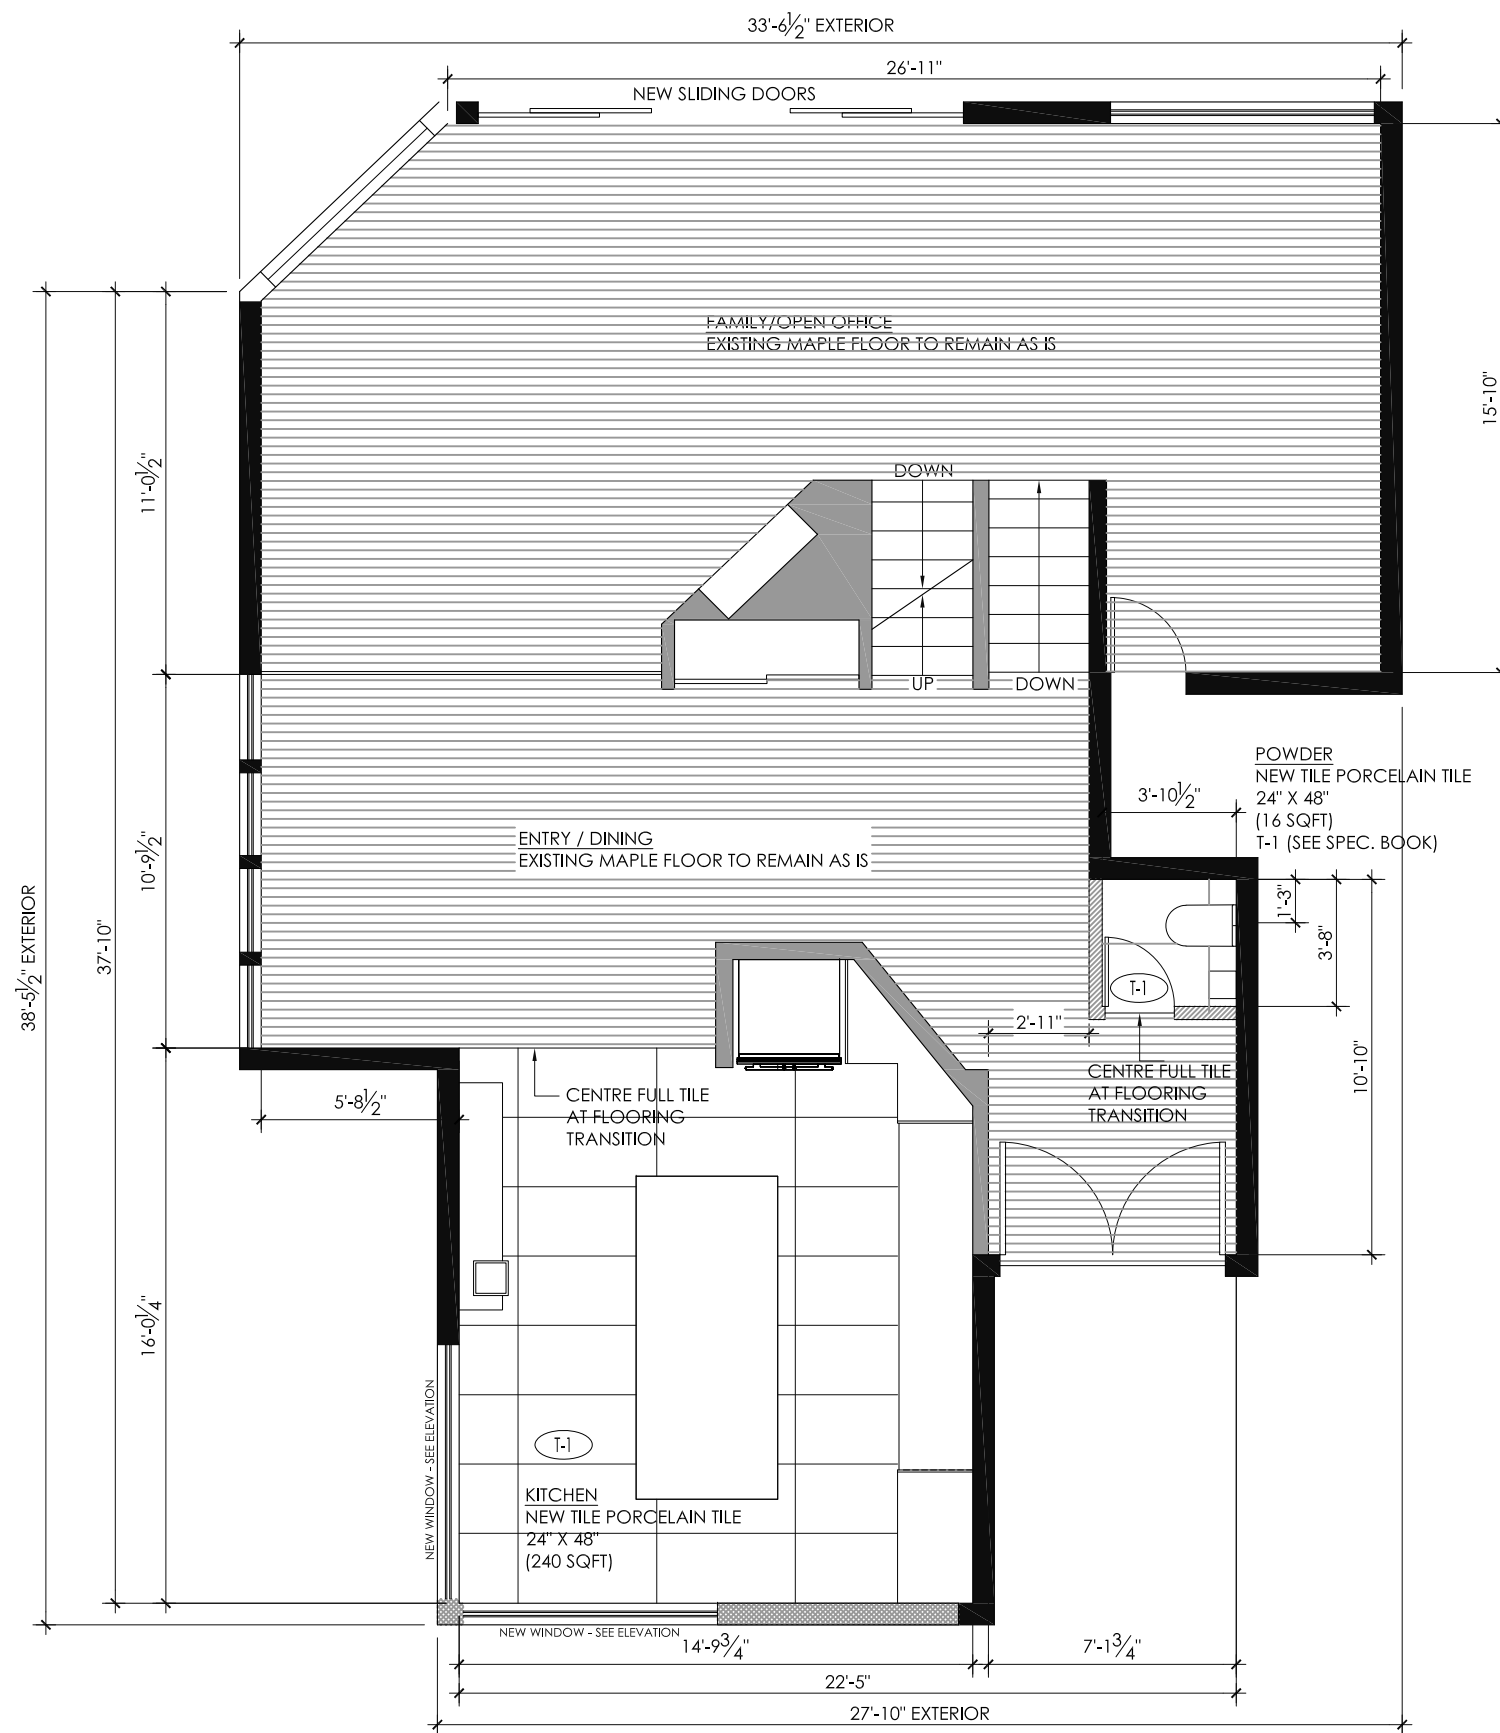 33'-6½" EXTERIOR
26'-11"
NEW SLIDING DOORS
FAMILY/OPEN OFFICE
EXISTING MAPLE FLOOR TO REMAIN AS IS
15'-10"
11'-0½"
DOWN
UP
DOWN
POWDER
NEW TILE PORCELAIN TILE
24" X 48"
(16 SQFT)
T-1 (SEE SPEC. BOOK)
3'-10½"
ENTRY / DINING
EXISTING MAPLE FLOOR TO REMAIN AS IS
10'-9½"
38'-5½" EXTERIOR
37'-10"
1'-3"
3'-8"
T-1
2'-11"
10'-10"
CENTRE FULL TILE
AT FLOORING
TRANSITION
5'-8½"
CENTRE FULL TILE
AT FLOORING
TRANSITION
16'-0¼"
NEW WINDOW - SEE ELEVATION
T-1
KITCHEN
NEW TILE PORCELAIN TILE
24" X 48"
(240 SQFT)
NEW WINDOW - SEE ELEVATION
14'-9¾"
7'-1¾"
22'-5"
27'-10" EXTERIOR